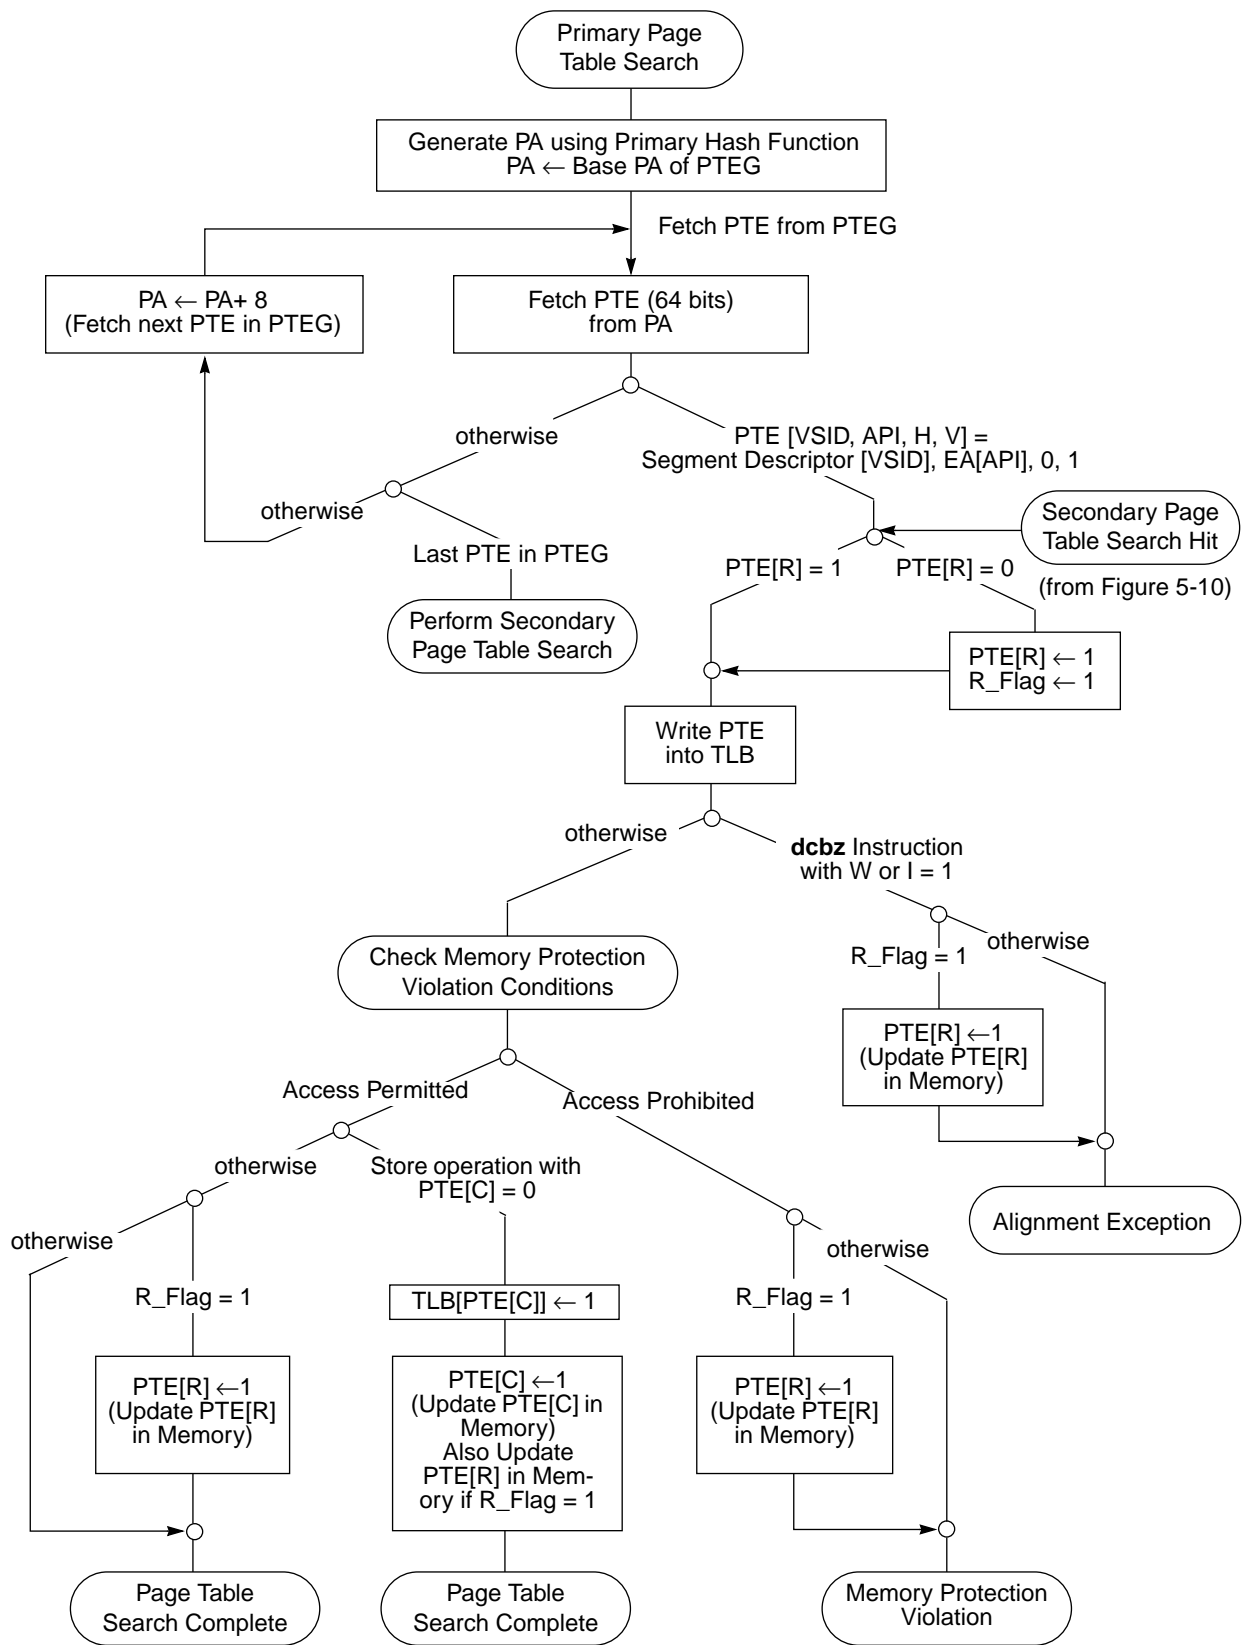 Primary Page
Table Search
Generate PA using Primary Hash Function
PA ← Base PA of PTEG
Fetch PTE from PTEG
PA ← PA+ 8
(Fetch next PTE in PTEG)
Fetch PTE (64 bits)
from PA
otherwise
PTE [VSID, API, H, V] =
Segment Descriptor [VSID], EA[API], 0, 1
otherwise
Last PTE in PTEG
Perform Secondary
Page Table Search
Secondary Page
Table Search Hit
(from Figure 5-10)
PTE[R] = 1
PTE[R] = 0
PTE[R] ← 1
R_Flag ← 1
Write PTE
into TLB
otherwise
dcbz Instruction
with W or I = 1
R_Flag = 1
otherwise
Check Memory Protection
Violation Conditions
PTE[R] ←1
(Update PTE[R]
in Memory)
Alignment Exception
Access Permitted
Access Prohibited
otherwise
Store operation with
PTE[C] = 0
otherwise
R_Flag = 1
TLB[PTE[C]] ← 1
R_Flag = 1
otherwise
PTE[R] ←1
(Update PTE[R]
in Memory)
PTE[C] ←1
(Update PTE[C] in
Memory)
Also Update
PTE[R] in Mem-
ory if R_Flag = 1
PTE[R] ←1
(Update PTE[R]
in Memory)
Page Table
Search Complete
Page Table
Search Complete
Memory Protection
Violation